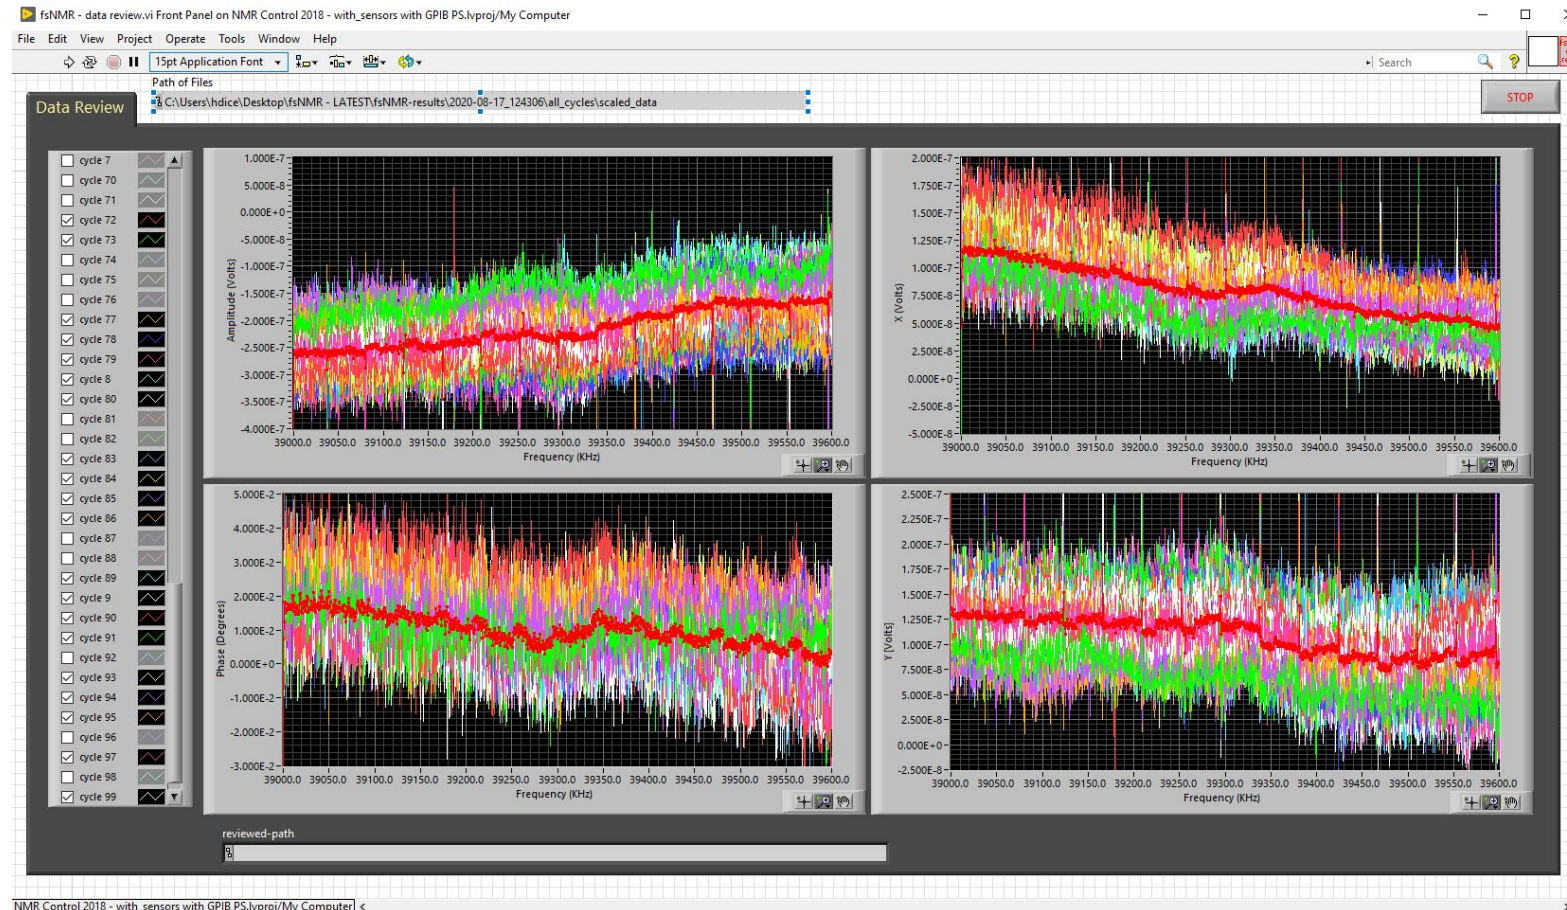 fsNMR - data review.vi Front Panel on NMR Control 2018 - with_sensors with GPIB PS.lvproj/My Computer
File Edit View Project Operate Tools Window Help
15pt Application Font
Search
Path of Files
C:\Users\hdice\Desktop\fsNMR - LATEST\fsNMR-results\2020-08-17_124306\all_cycles\scaled_data
STOP
Data Review
cycle 7
cycle 70
cycle 71
cycle 72
cycle 73
cycle 74
cycle 75
cycle 76
cycle 77
cycle 78
cycle 79
cycle 8
cycle 80
cycle 81
cycle 82
cycle 83
cycle 84
cycle 85
cycle 86
cycle 87
cycle 88
cycle 89
cycle 9
cycle 90
cycle 91
cycle 92
cycle 93
cycle 94
cycle 95
cycle 96
cycle 97
cycle 98
cycle 99
Amplitude (Volts)
1.000E-7
5.000E-8
0.000E+0
-5.000E-8
-1.000E-7
-1.500E-7
-2.000E-7
-2.500E-7
-3.000E-7
-3.500E-7
-4.000E-7
39000.0 39050.0 39100.0 39150.0 39200.0 39250.0 39300.0 39350.0 39400.0 39450.0 39500.0 39550.0 39600.0
Frequency (KHz)
X (Volts)
2.000E-7
1.750E-7
1.500E-7
1.250E-7
1.000E-7
7.500E-8
5.000E-8
2.500E-8
0.000E+0
-2.500E-8
-5.000E-8
39000.0 39050.0 39100.0 39150.0 39200.0 39250.0 39300.0 39350.0 39400.0 39450.0 39500.0 39550.0 39600.0
Frequency (KHz)
Phase (Degrees)
5.000E-2
4.000E-2
3.000E-2
2.000E-2
1.000E-2
0.000E+0
-1.000E-2
-2.000E-2
-3.000E-2
39000.0 39050.0 39100.0 39150.0 39200.0 39250.0 39300.0 39350.0 39400.0 39450.0 39500.0 39550.0 39600.0
Frequency (KHz)
Y [Volts]
2.500E-7
2.250E-7
2.000E-7
1.750E-7
1.500E-7
1.250E-7
1.000E-7
7.500E-8
5.000E-8
2.500E-8
0.000E+0
-2.500E-8
39000.0 39050.0 39100.0 39150.0 39200.0 39250.0 39300.0 39350.0 39400.0 39450.0 39500.0 39550.0 39600.0
Frequency (KHz)
reviewed-path
NMR Control 2018 - with_sensors with GPIB PS.lvproj/My Computer